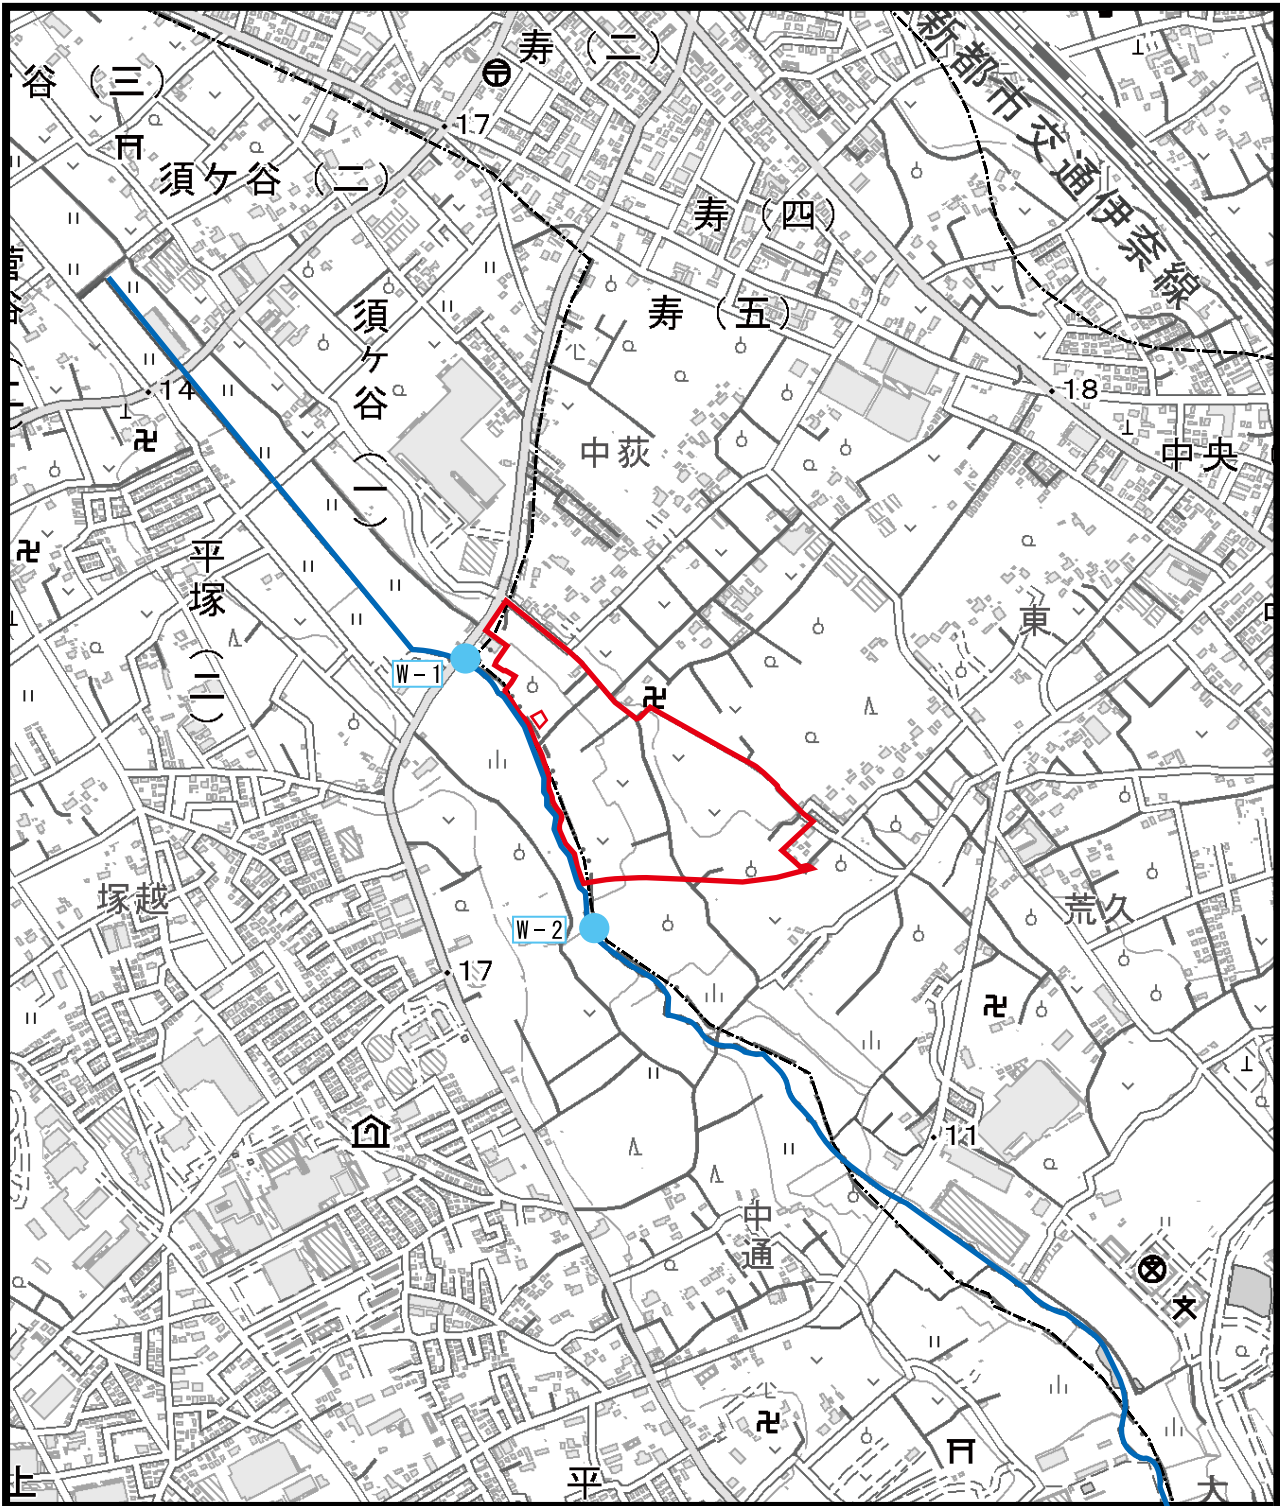 寿（二）
谷（三）
17
須ケ谷（二）
新都市交通伊奈線
寿（四）
寿（五）
須ケ谷（一）
14
18
中荻
中央
平塚（二）
東
W－1
塚越
荒久
W－2
17
11
中通
上
平